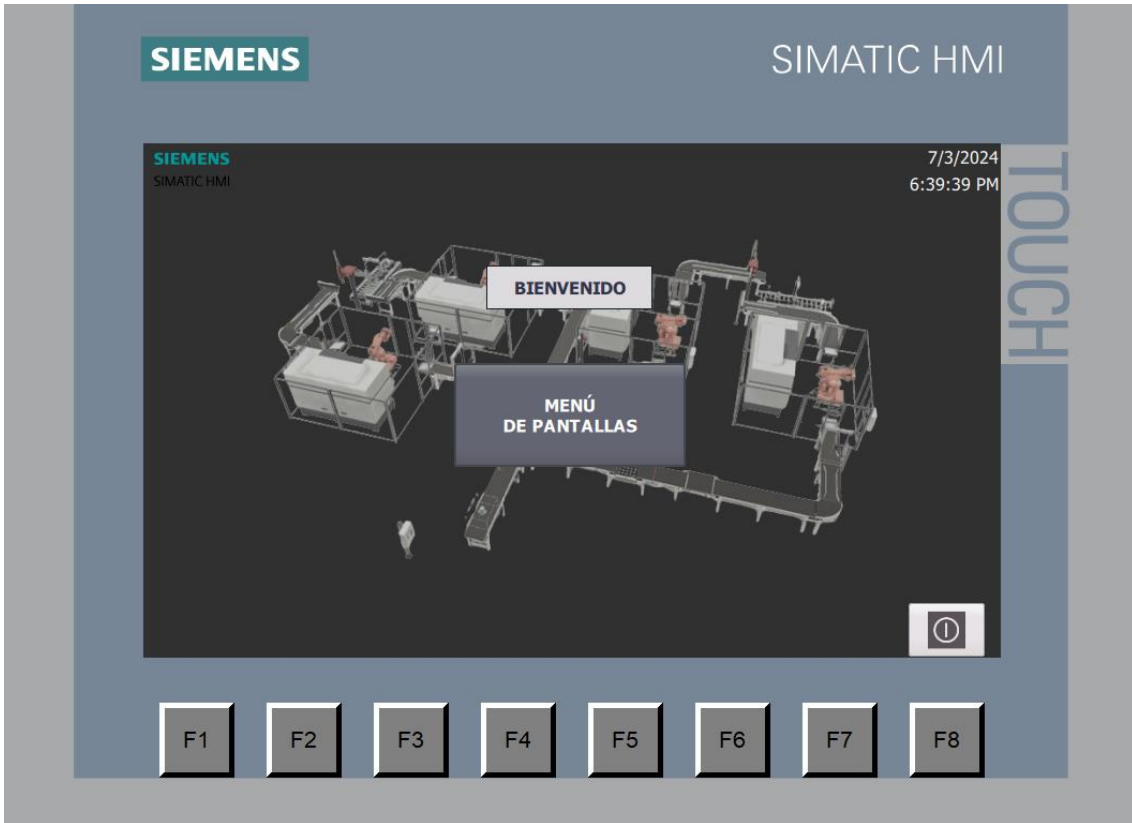 SIEMENS
SIMATIC HMI
SIEMENS
SIMATIC HMI
7/3/2024
6:39:39 PM
TOUCH
BIENVENIDO
MENÚ
DE PANTALLAS
F1
F2
F3
F4
F5
F6
F7
F8